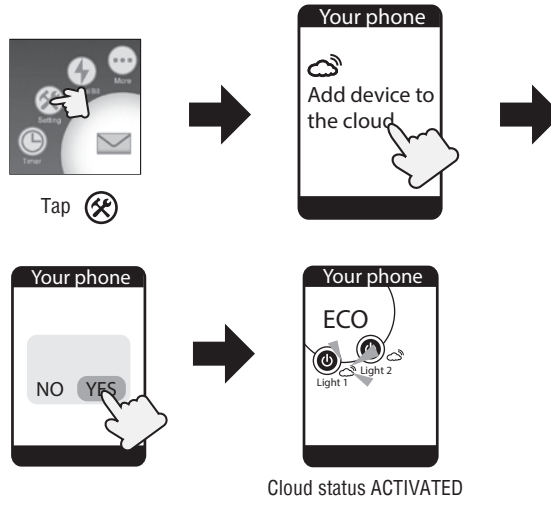 More
Setting
Timer
Tap
Your phone
Add device to
the cloud
Your phone
NO YES
Your phone
ECO
Light 1
Light 2
Cloud status ACTIVATED